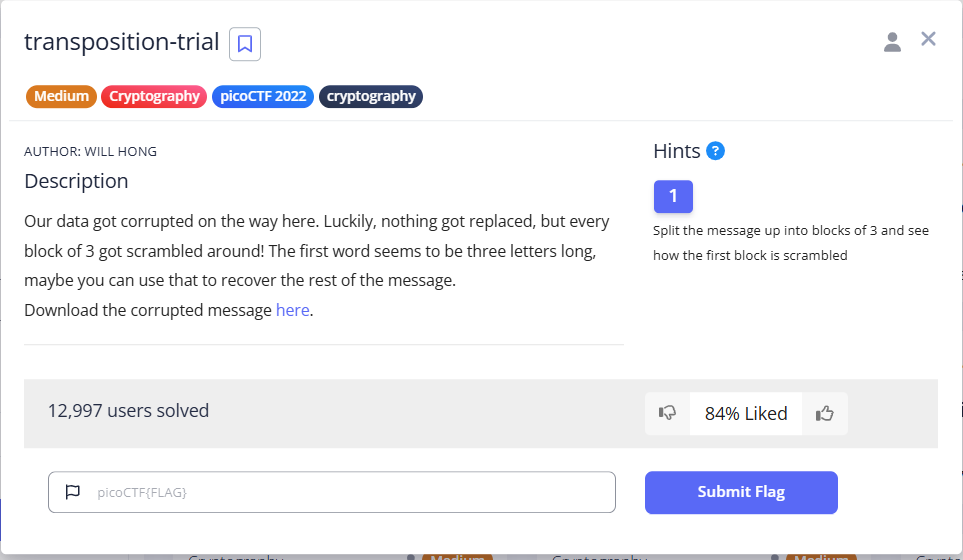 transposition-trial
Medium Cryptography picoCTF 2022 cryptography
AUTHOR: WILL HONG
Description
Our data got corrupted on the way here. Luckily, nothing got replaced, but every
block of 3 got scrambled around! The first word seems to be three letters long,
maybe you can use that to recover the rest of the message.
Download the corrupted message here.
Hints ?
1
Split the message up into blocks of 3 and see
how the first block is scrambled
12,997 users solved
84% Liked
picoCTF{FLAG}
Submit Flag